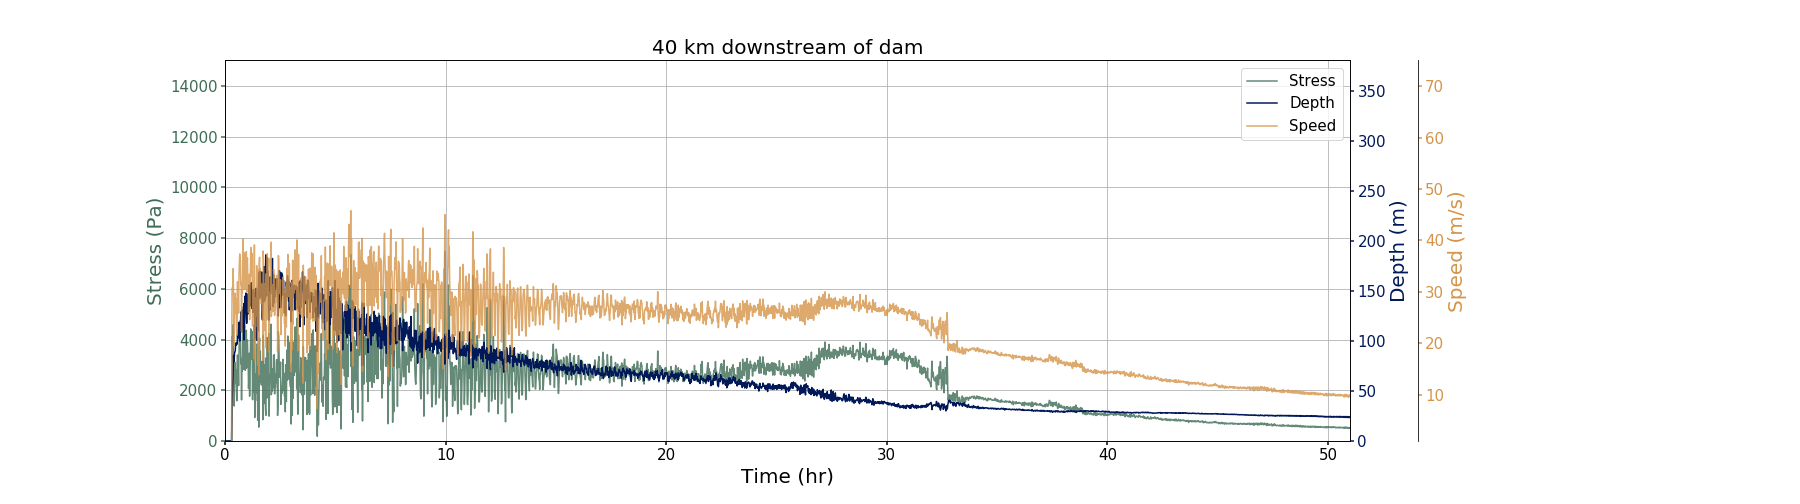 40 km downstream of dam
Stress (Pa)
14000
12000
10000
8000
6000
4000
2000
0
Stress
Depth
Speed
350
300
250
200
150
100
50
0
Depth (m)
70
60
50
40
30
20
10
Speed (m/s)
0 10 20 30 40 50
Time (hr)